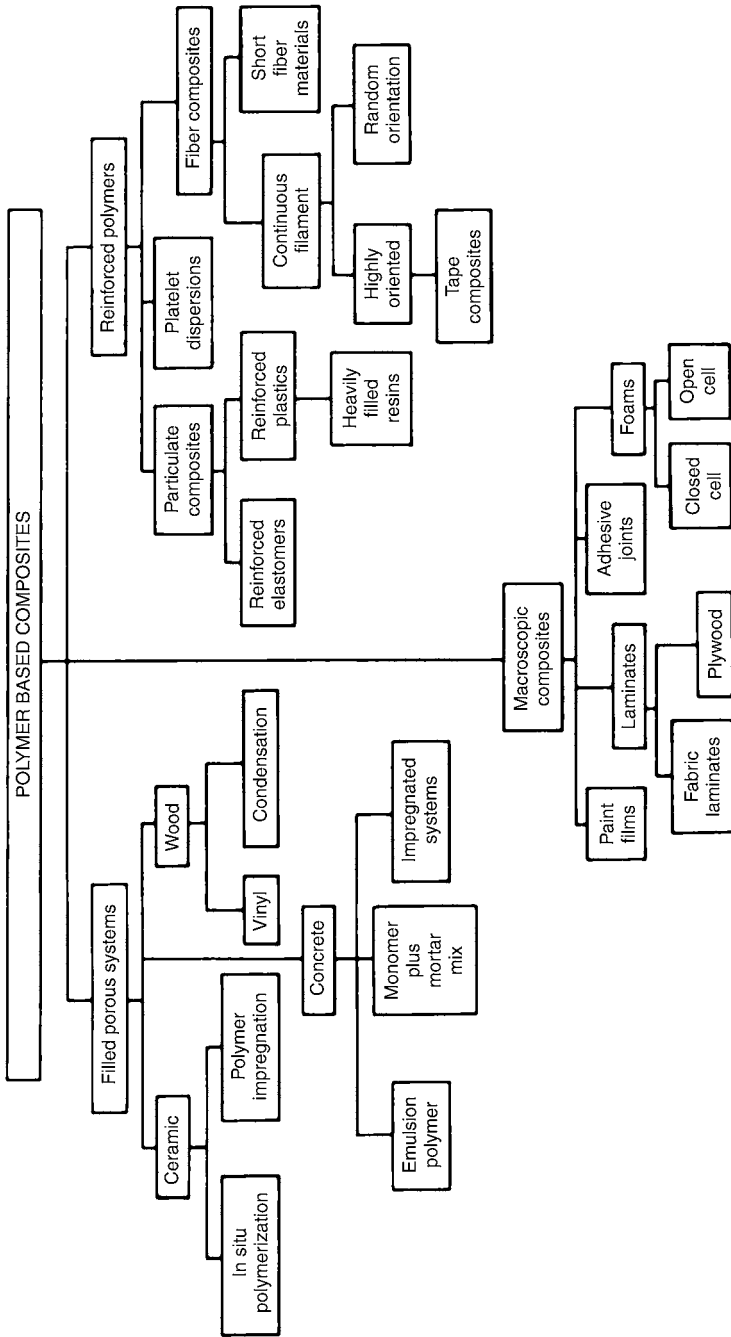 POLYMER BASED COMPOSITES
Filled porous systems
Reinforced polymers
Ceramic
Wood
Particulate
composites
Platelet
dispersions
Fiber composites
In situ
polymerization
Polymer
impregnation
Vinyl
Condensation
Reinforced
elastomers
Reinforced
plastics
Continuous
filament
Short
fiber
materials
Concrete
Heavily
filled
resins
Highly
oriented
Random
orientation
Emulsion
polymer
Monomer
plus
mortar
mix
Impregnated
systems
Tape
composites
Macroscopic
composites
Paint
films
Laminates
Adhesive
joints
Foams
Fabric
laminates
Plywood
Closed
cell
Open
cell